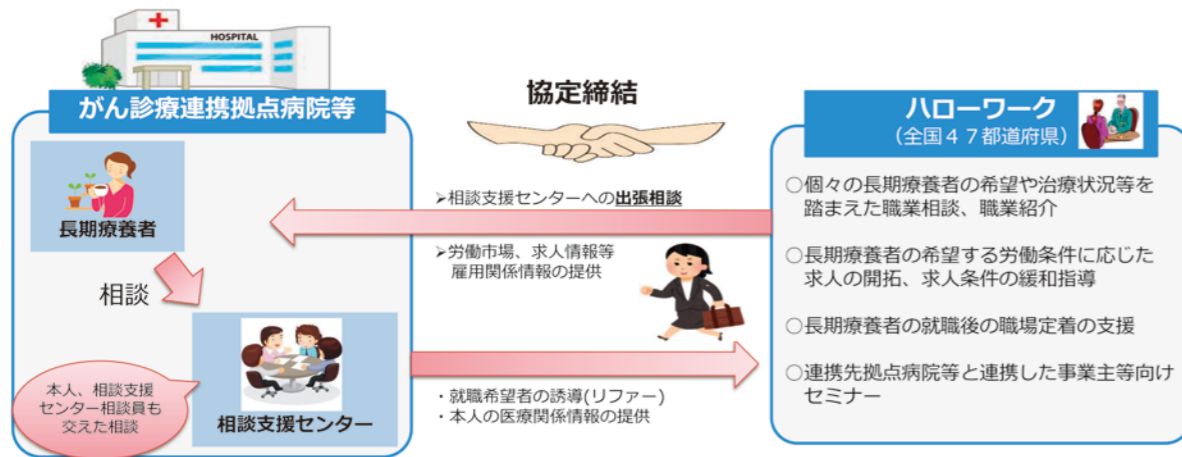 HOSPITAL
がん診療連携拠点病院等
長期療養者
相談
相談支援センター
本人、相談支援
センター相談員も
交えた相談
協定締結
➢相談支援センターへの出張相談
➢労働市場、求人情報等
雇用関係情報の提供
・就職希望者の誘導(リファー)
・本人の医療関係情報の提供
ハローワーク
(全国４７都道府県)
○個々の長期療養者の希望や治療状況等を
踏まえた職業相談、職業紹介
○長期療養者の希望する労働条件に応じた
求人の開拓、求人条件の緩和指導
○長期療養者の就職後の職場定着の支援
○連携先拠点病院等と連携した事業主等向け
セミナー